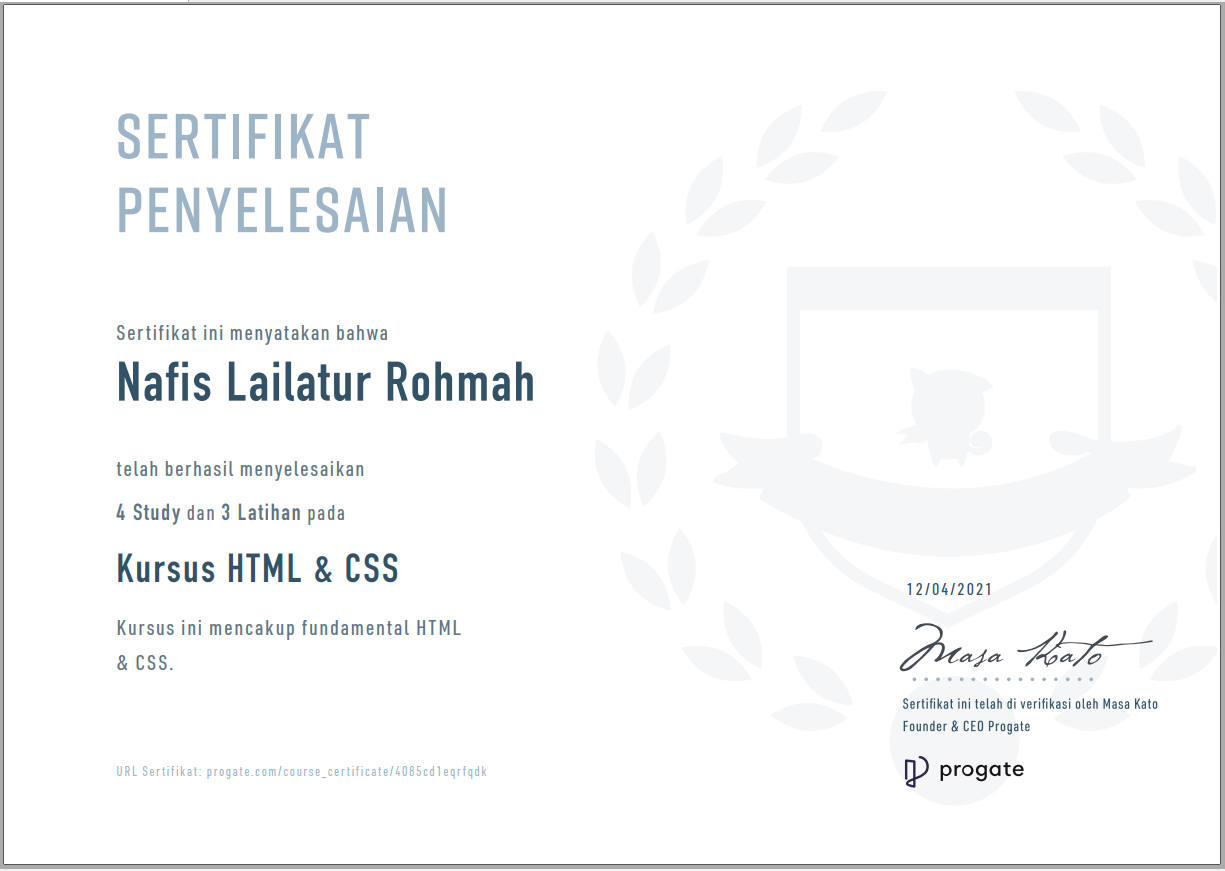 SERTIFIKAT
PENYELESAIAN
Sertifikat ini menyatakan bahwa
Nafis Lailatur Rohmah
telah berhasil menyelesaikan
4 Study dan 3 Latihan pada
Kursus HTML & CSS
Kursus ini mencakup fundamental HTML
& CSS.
12/04/2021
Masa Kato
Sertifikat ini telah di verifikasi oleh Masa Kato
Founder & CEO Progate
progate
URL Sertifikat: progate.com/course_certificate/4085cd1eqrfqdk